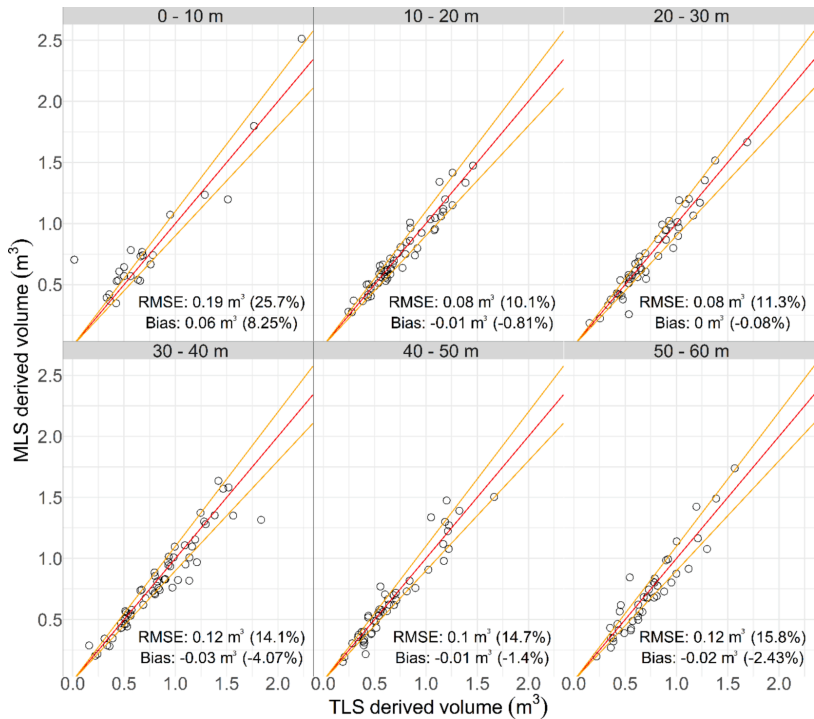 0 - 10 m
10 - 20 m
20 - 30 m
2.5
2.0
1.5
1.0
0.5
RMSE: 0.19 m³ (25.7%)
Bias: 0.06 m³ (8.25%)
RMSE: 0.08 m³ (10.1%)
Bias: -0.01 m³ (-0.81%)
RMSE: 0.08 m³ (11.3%)
Bias: 0 m³ (-0.08%)
MLS derived volume (m³)
30 - 40 m
40 - 50 m
50 - 60 m
2.5
2.0
1.5
1.0
0.5
RMSE: 0.12 m³ (14.1%)
Bias: -0.03 m³ (-4.07%)
RMSE: 0.1 m³ (14.7%)
Bias: -0.01 m³ (-1.4%)
RMSE: 0.12 m³ (15.8%)
Bias: -0.02 m³ (-2.43%)
0.0 0.5 1.0 1.5 2.0
0.0 0.5 1.0 1.5 2.0
0.0 0.5 1.0 1.5 2.0
TLS derived volume (m³)